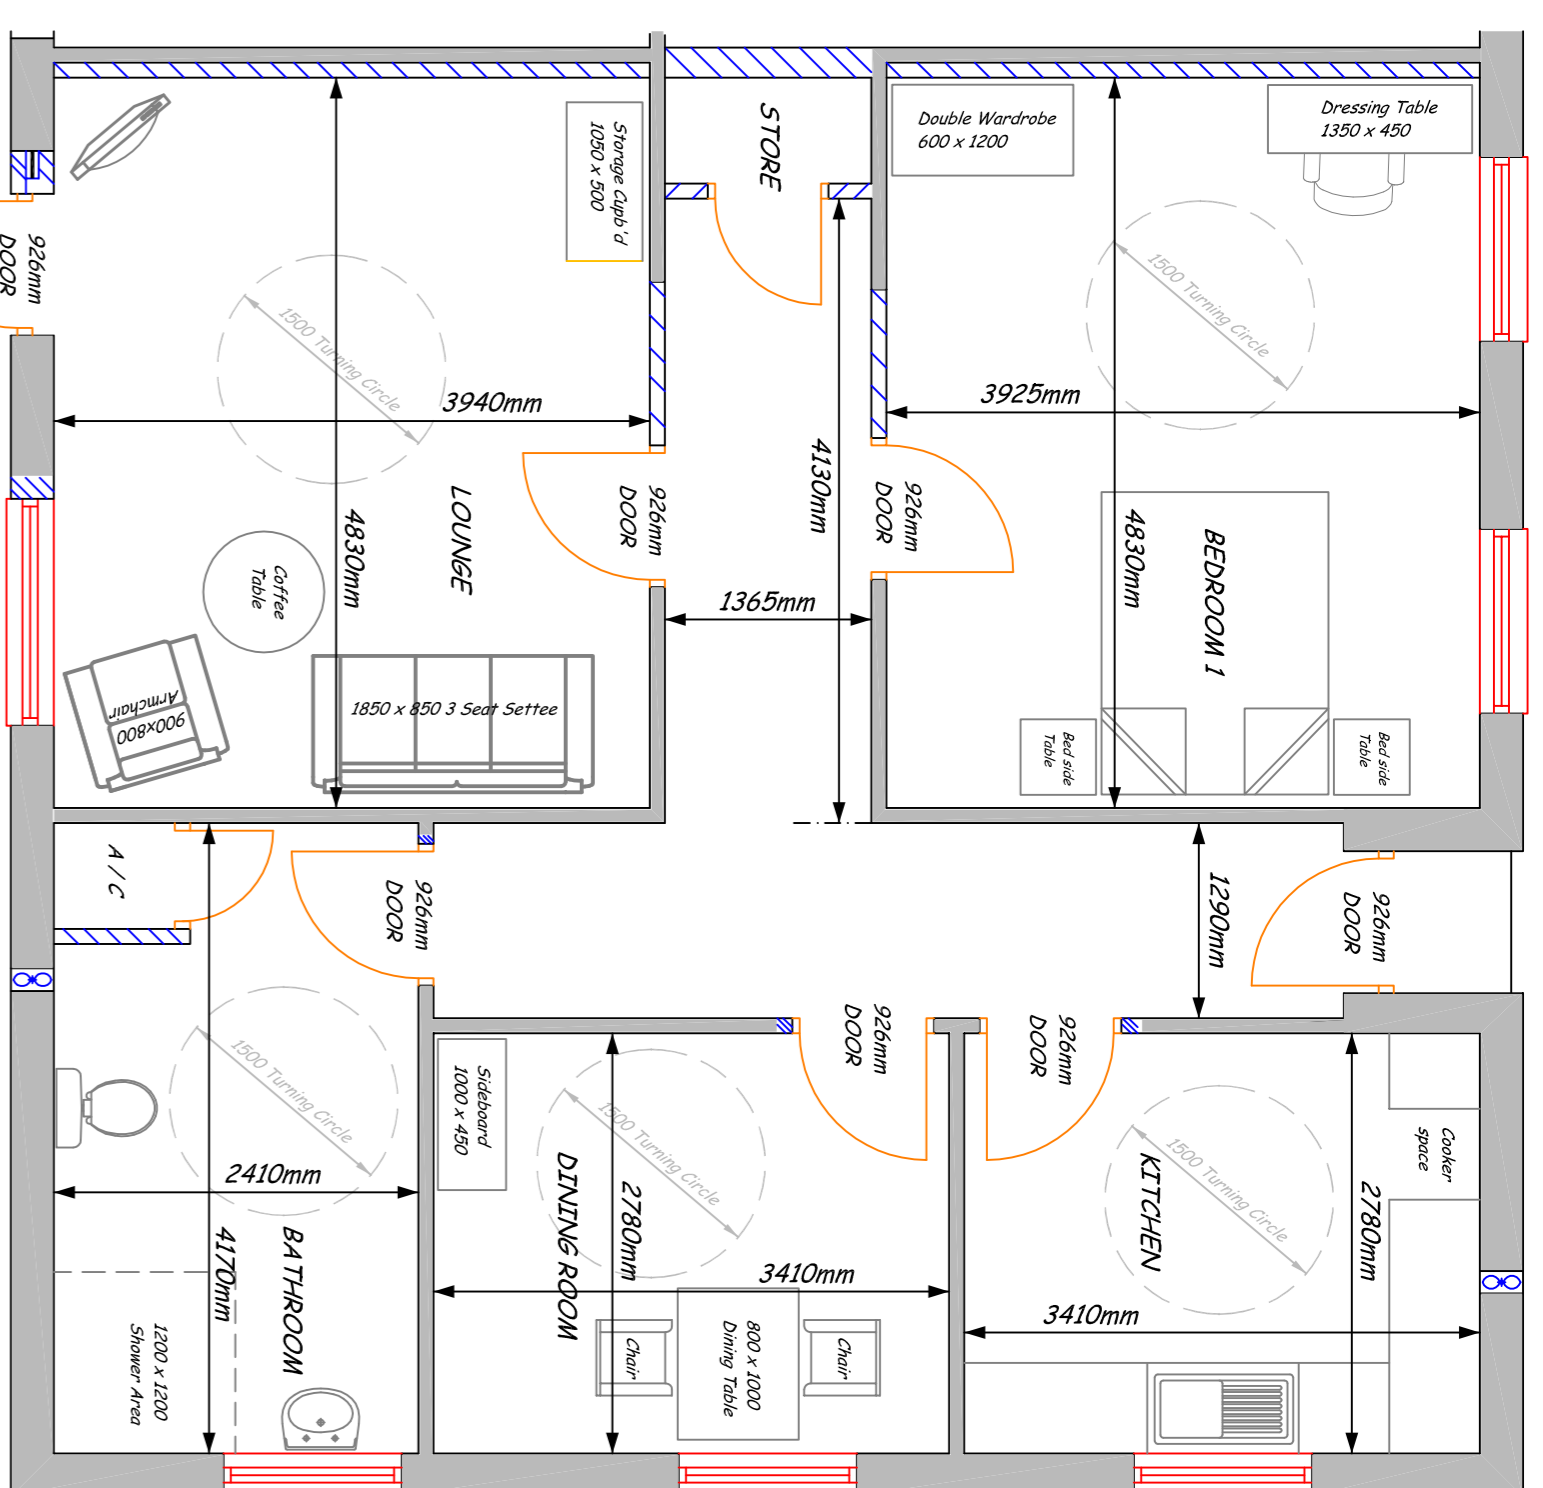 STORE
Double Wardrobe
600 x 1200
Dressing Table
1350 x 450
Storage Cupb'd
1050 x 500
926mm
DOOR
1500 Turning Circle
1500 Turning Circle
3940mm
3925mm
4830mm
LOUNGE
926mm
DOOR
4130mm
926mm
DOOR
4830mm
BEDROOM 1
Coffee
Table
1365mm
900x800
Armchair
1850 x 850 3 Seat Settee
Bed side
Table
Bed side
Table
A/C
926mm
DOOR
1290mm
926mm
DOOR
926mm
DOOR
926mm
DOOR
1500 Turning Circle
Sideboard
1000 x 450
1500 Turning Circle
1500 Turning Circle
Cooker
space
2410mm
4170mm
BATHROOM
DINING ROOM
2780mm
3410mm
KITCHEN
2780mm
3410mm
1200 x 1200
Shower Area
Chair
800 x 1000
Dining Table
Chair